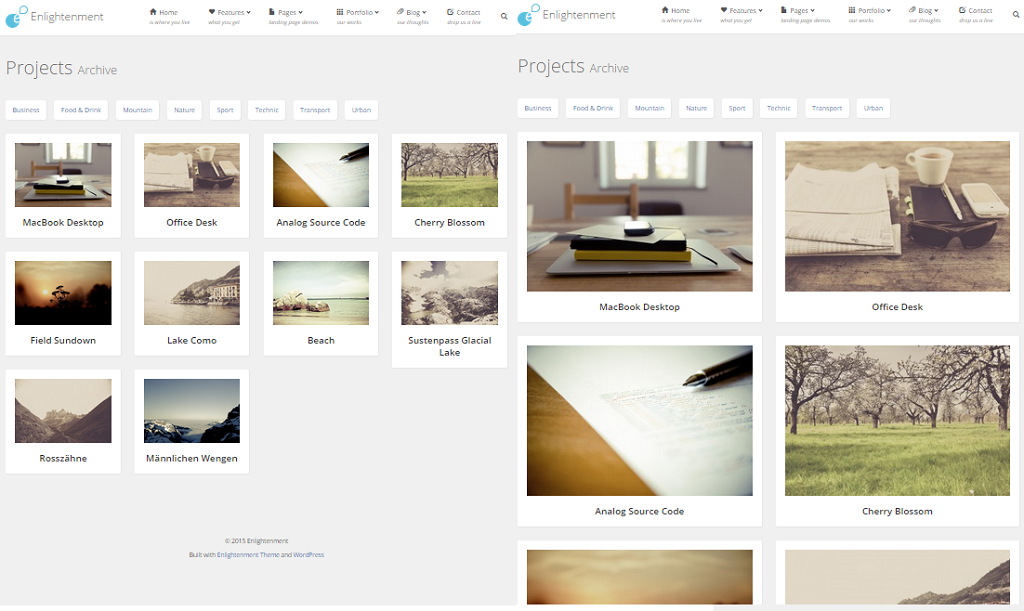 Enlightenment
Home
is where you live
Features
what you get
Pages
landing page demos
Portfolio
our works
Blog
our thoughts
Contact
drop us a line
Projects Archive
Business
Food & Drink
Mountain
Nature
Sport
Technic
Transport
Urban
MacBook Desktop
Office Desk
Analog Source Code
Cherry Blossom
Field Sundown
Lake Como
Beach
Sustenpass Glacial
Lake
Rosszähne
Männlichen Wengen
© 2015 Enlightenment
Built with Enlightenment Theme and WordPress
Enlightenment
Home
is where you live
Features
what you get
Pages
landing page demos
Portfolio
our works
Blog
our thoughts
Contact
drop us a line
Projects Archive
Business
Food & Drink
Mountain
Nature
Sport
Technic
Transport
Urban
MacBook Desktop
Office Desk
Analog Source Code
Cherry Blossom